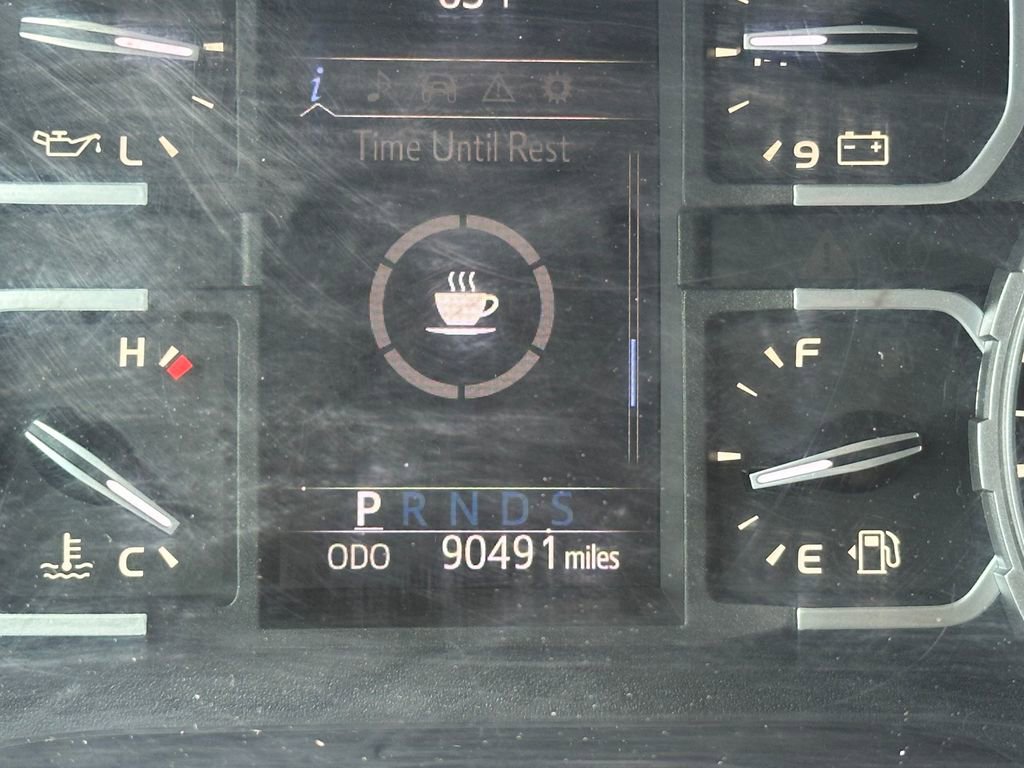 i
Time Until Rest
L
9
- +
H
F
P R N D S
ODO 90491 miles
C
E